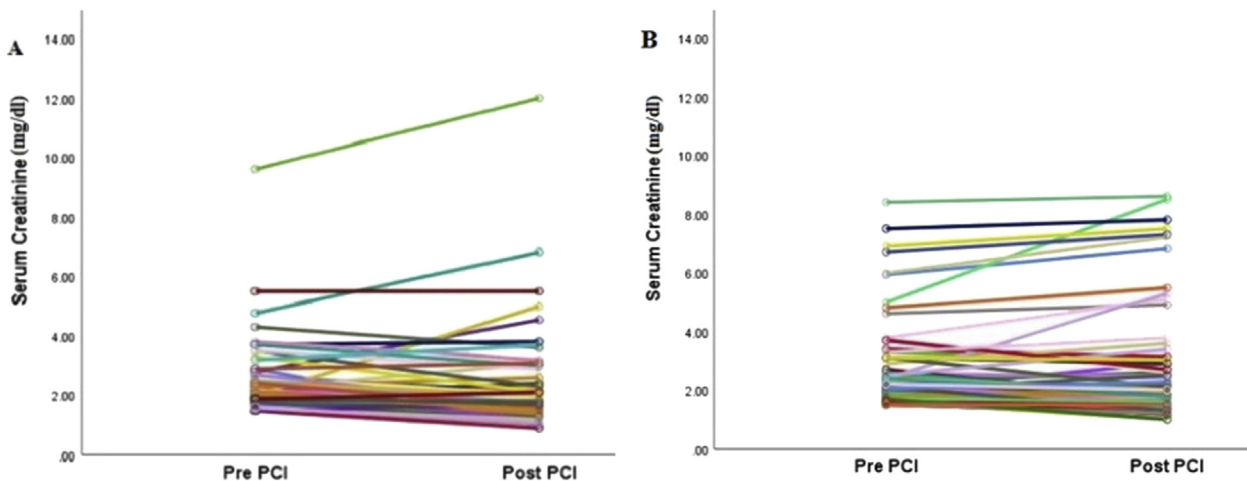 A
Serum Creatinine (mg/dl)
14.00
12.00
10.00
8.00
6.00
4.00
2.00
.00
Pre PCI
Post PCI
B
Serum Creatinine (mg/dl)
14.00
12.00
10.00
8.00
6.00
4.00
2.00
.00
Pre PCI
Post PCI